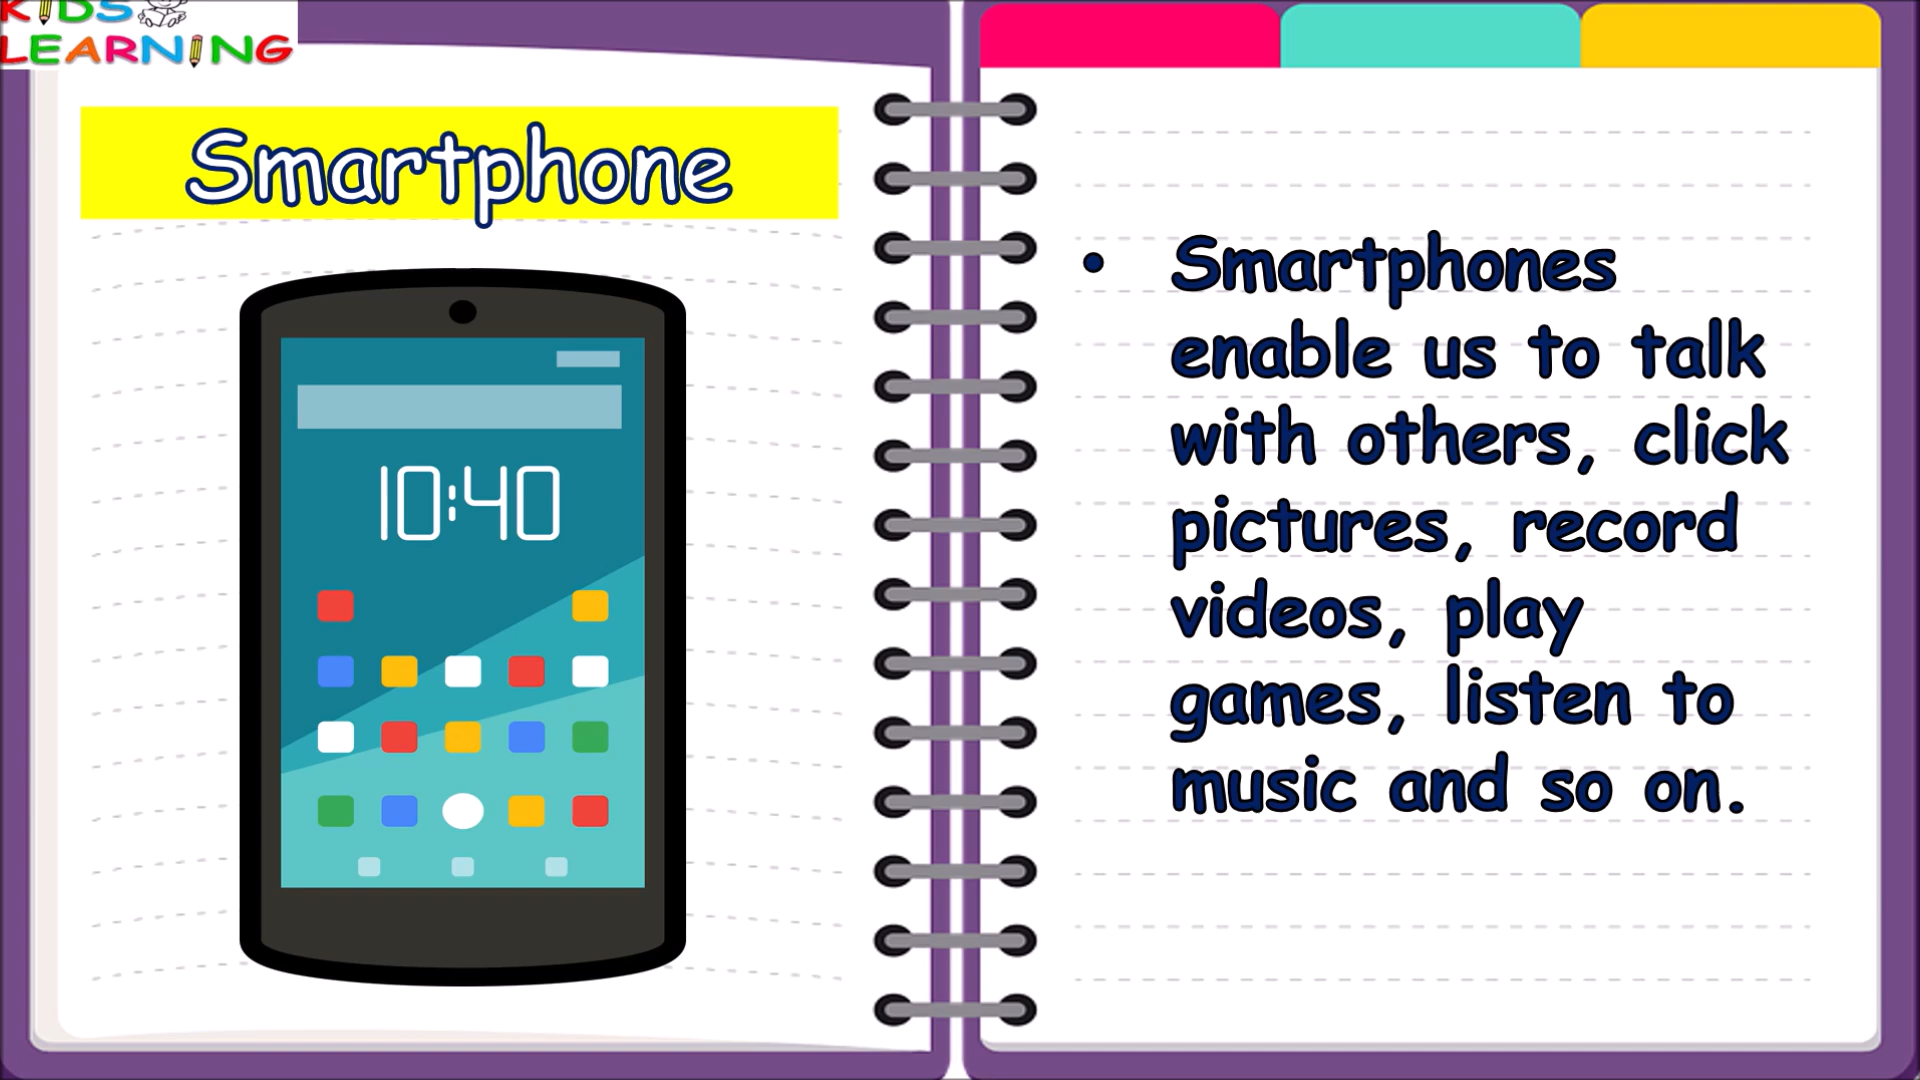 KIDS
LEARNING
Smartphone
10:40
• Smartphones
enable us to talk
with others, click
pictures, record
videos, play
games, listen to
music and so on.